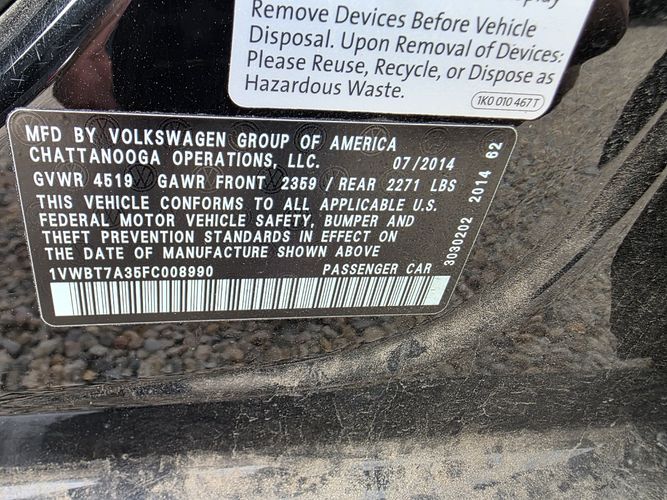 Remove Devices Before Vehicle
Disposal. Upon Removal of Devices:
Please Reuse, Recycle, or Dispose as
Hazardous Waste.
1K0 010 467 T
MFD BY VOLKSWAGEN GROUP OF AMERICA
CHATTANOOGA OPERATIONS, LLC. 07/2014
GVWR 4519 GAWR FRONT 2359 / REAR 2271 LBS
THIS VEHICLE CONFORMS TO ALL APPLICABLE U.S.
FEDERAL MOTOR VEHICLE SAFETY, BUMPER AND
THEFT PREVENTION STANDARDS IN EFFECT ON
THE DATE OF MANUFACTURE SHOWN ABOVE
1VWBT7A35FC008990 PASSENGER CAR
3030202 2014 62